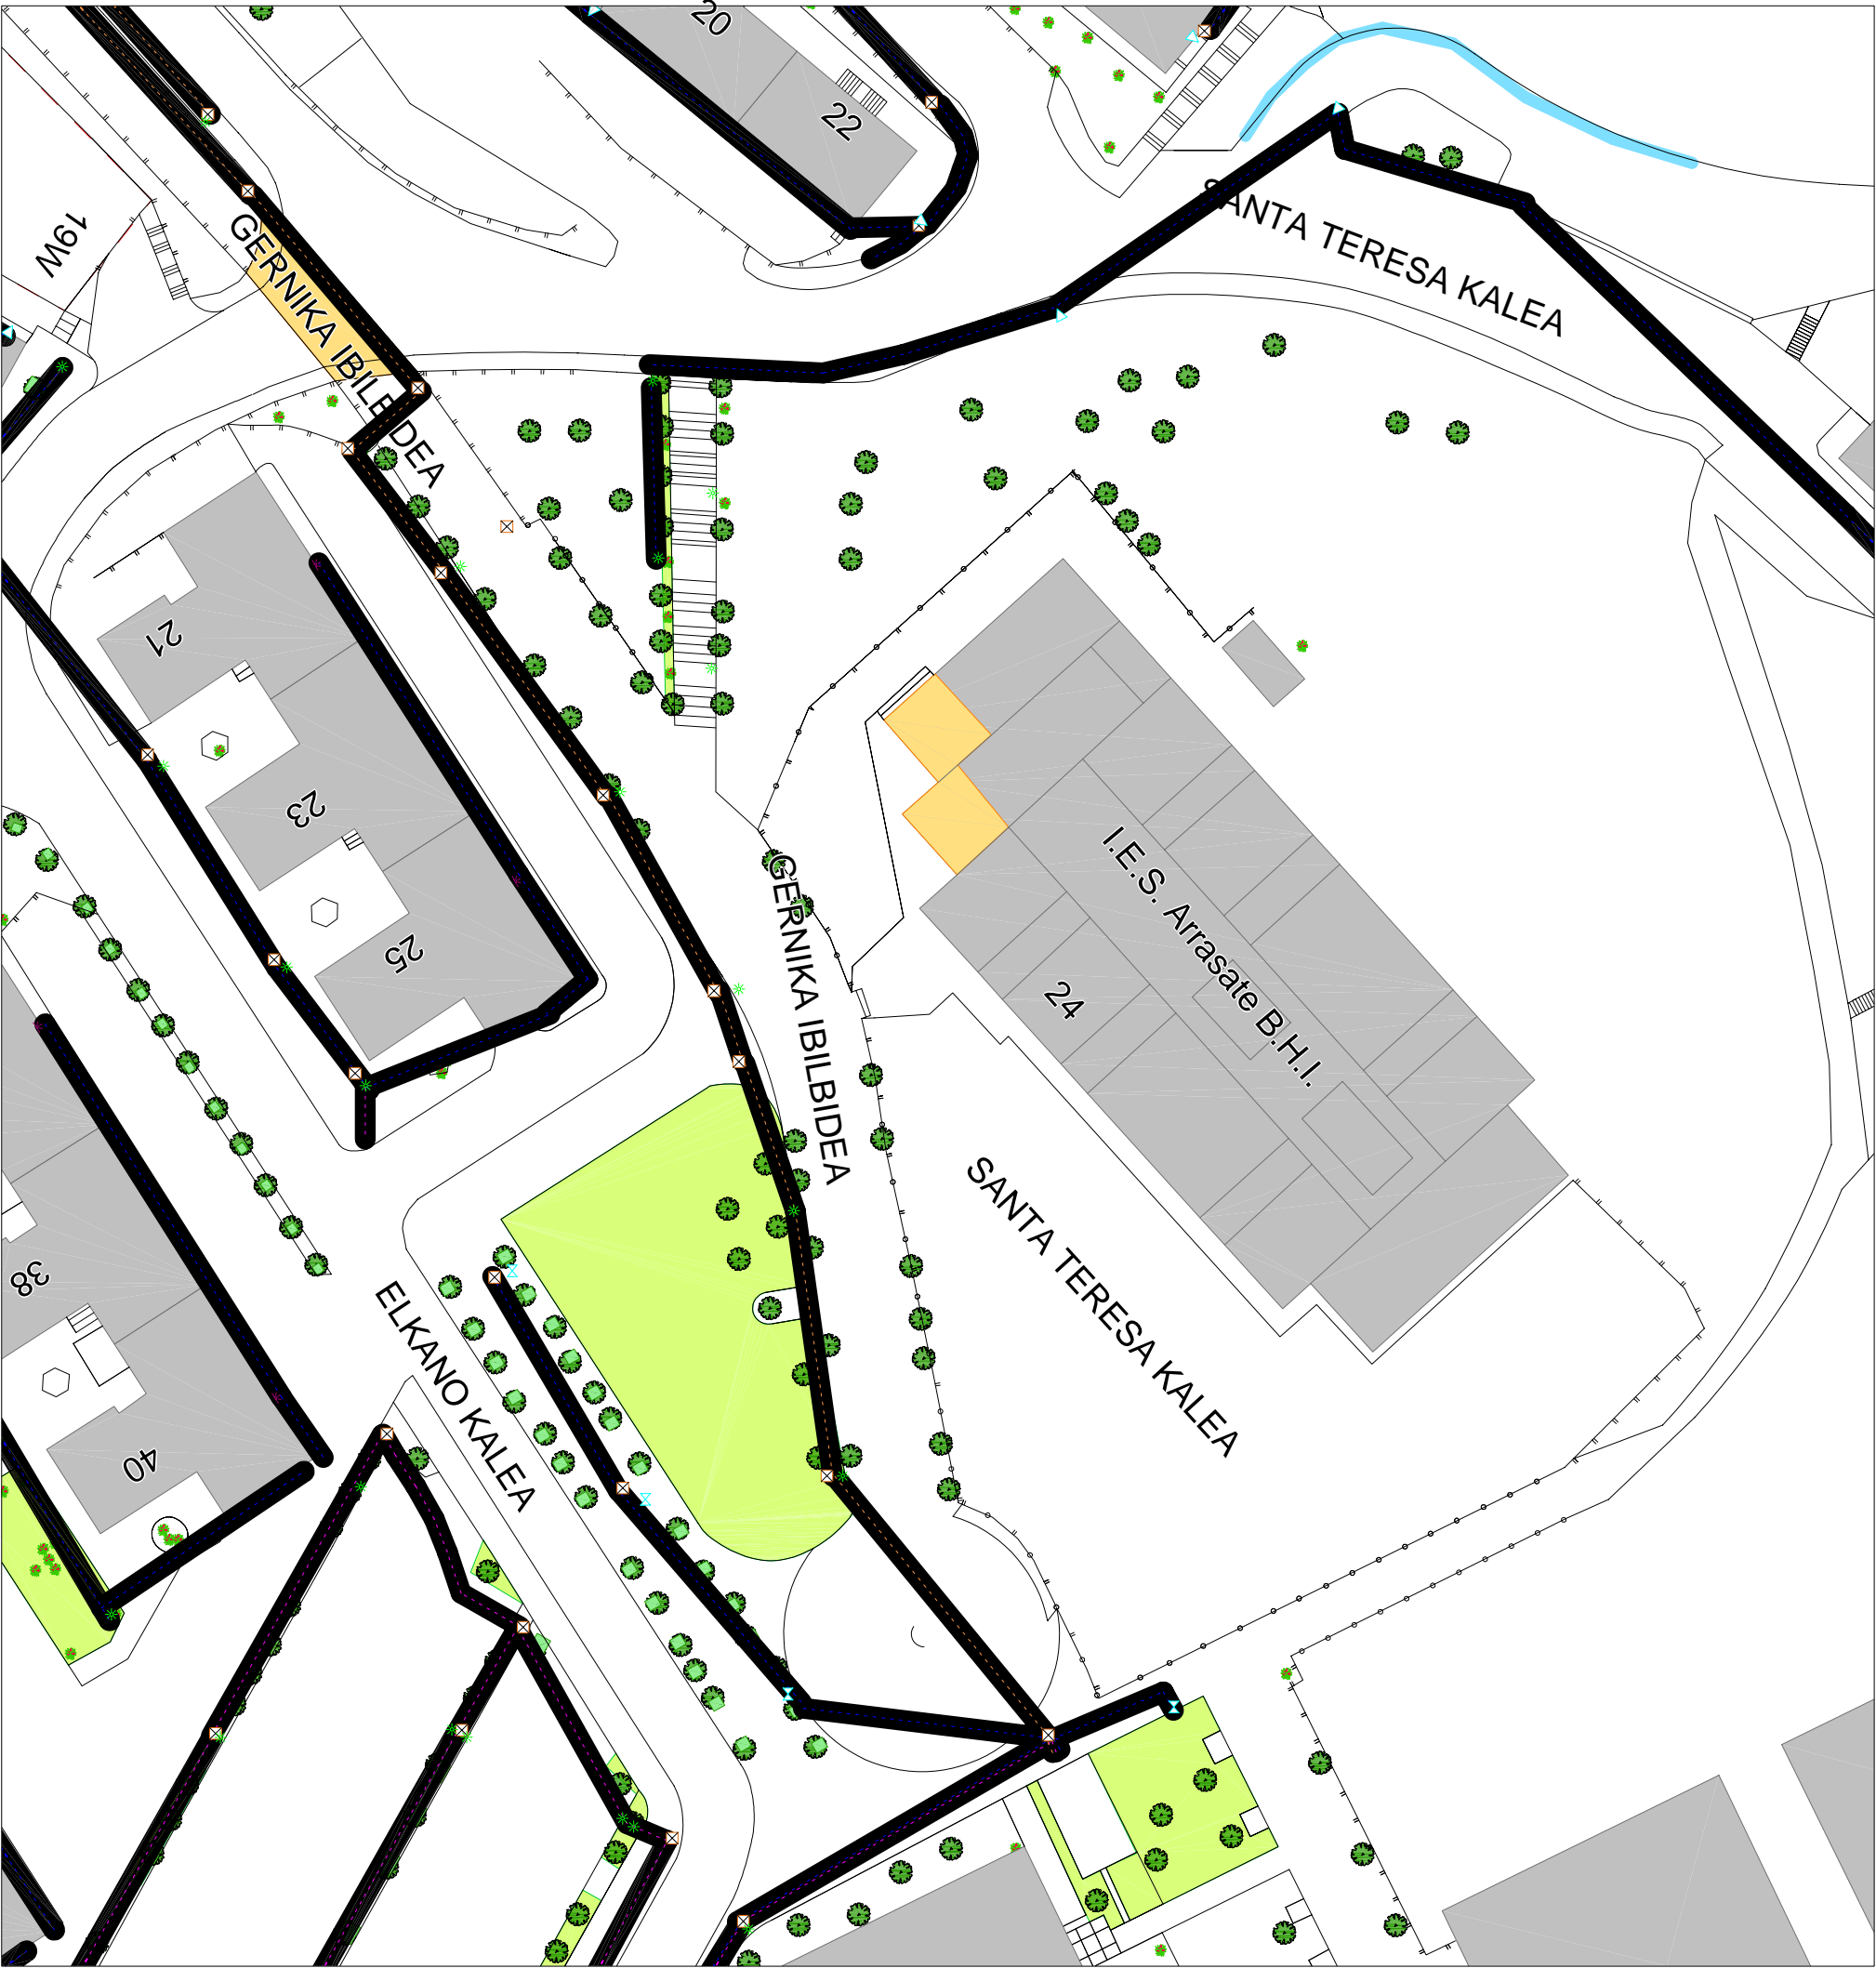 20
22
19W
GERNIKA IBILBIDEA
SANTA TERESA KALEA
21
23
25
I.E.S. Arrasate B.H.I.
24
GERNIKA IBILBIDEA
SANTA TERESA KALEA
38
ELKANO KALEA
40